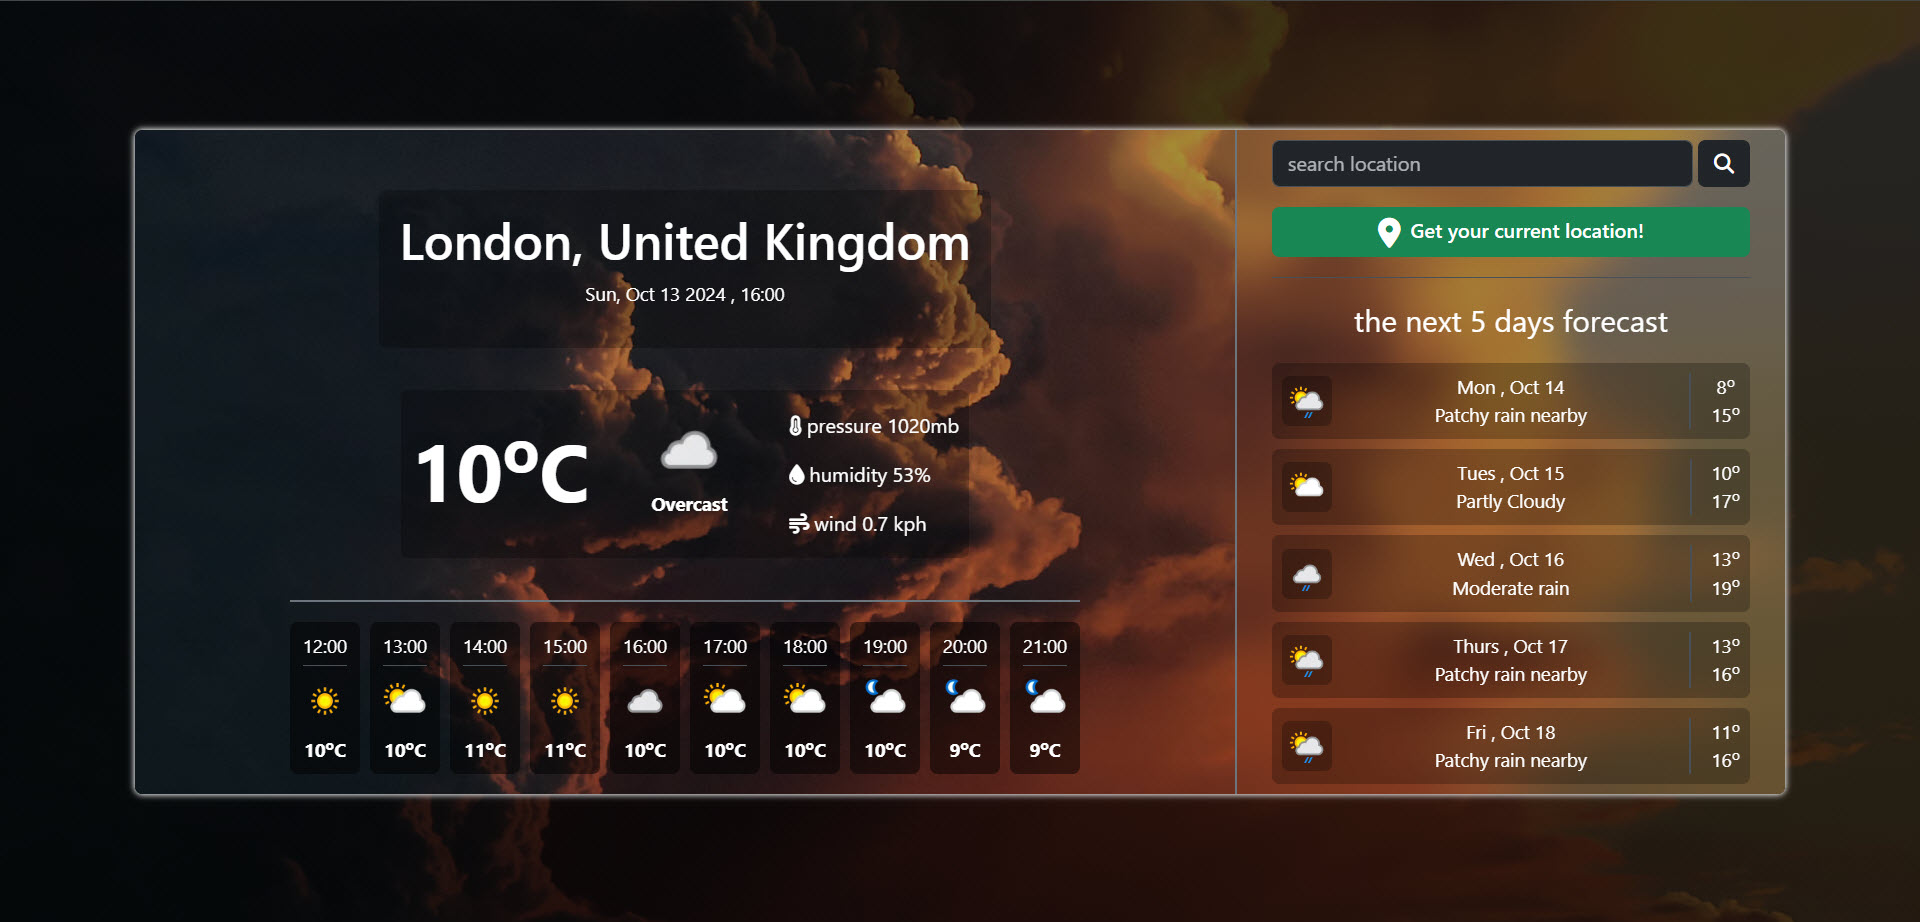 London, United Kingdom
Sun, Oct 13 2024 , 16:00
10ºC
Overcast
pressure 1020mb
humidity 53%
wind 0.7 kph
12:00 13:00 14:00 15:00 16:00 17:00 18:00 19:00 20:00 21:00
10ºC 10ºC 11ºC 11ºC 10ºC 10ºC 10ºC 10ºC 9ºC 9ºC
search location
Get your current location!
the next 5 days forecast
Mon , Oct 14 8º
Patchy rain nearby 15º
Tues , Oct 15 10º
Partly Cloudy 17º
Wed , Oct 16 13º
Moderate rain 19º
Thurs , Oct 17 13º
Patchy rain nearby 16º
Fri , Oct 18 11º
Patchy rain nearby 16º